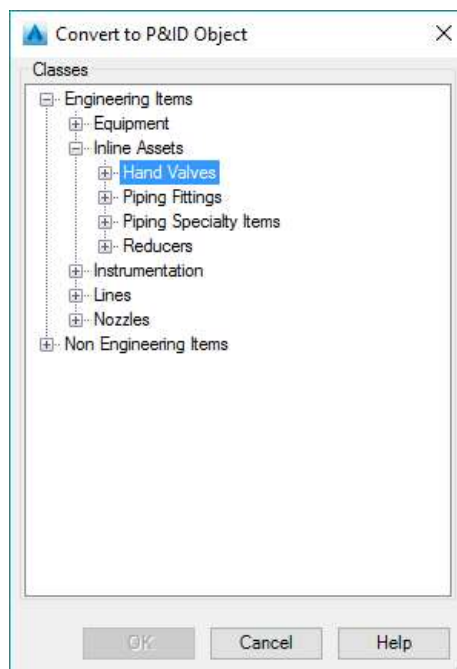 Convert to P&ID Object
Classes
Engineering Items
Equipment
Inline Assets
Hand Valves
Piping Fittings
Piping Specialty Items
Reducers
Instrumentation
Lines
Nozzles
Non Engineering Items
OK Cancel Help